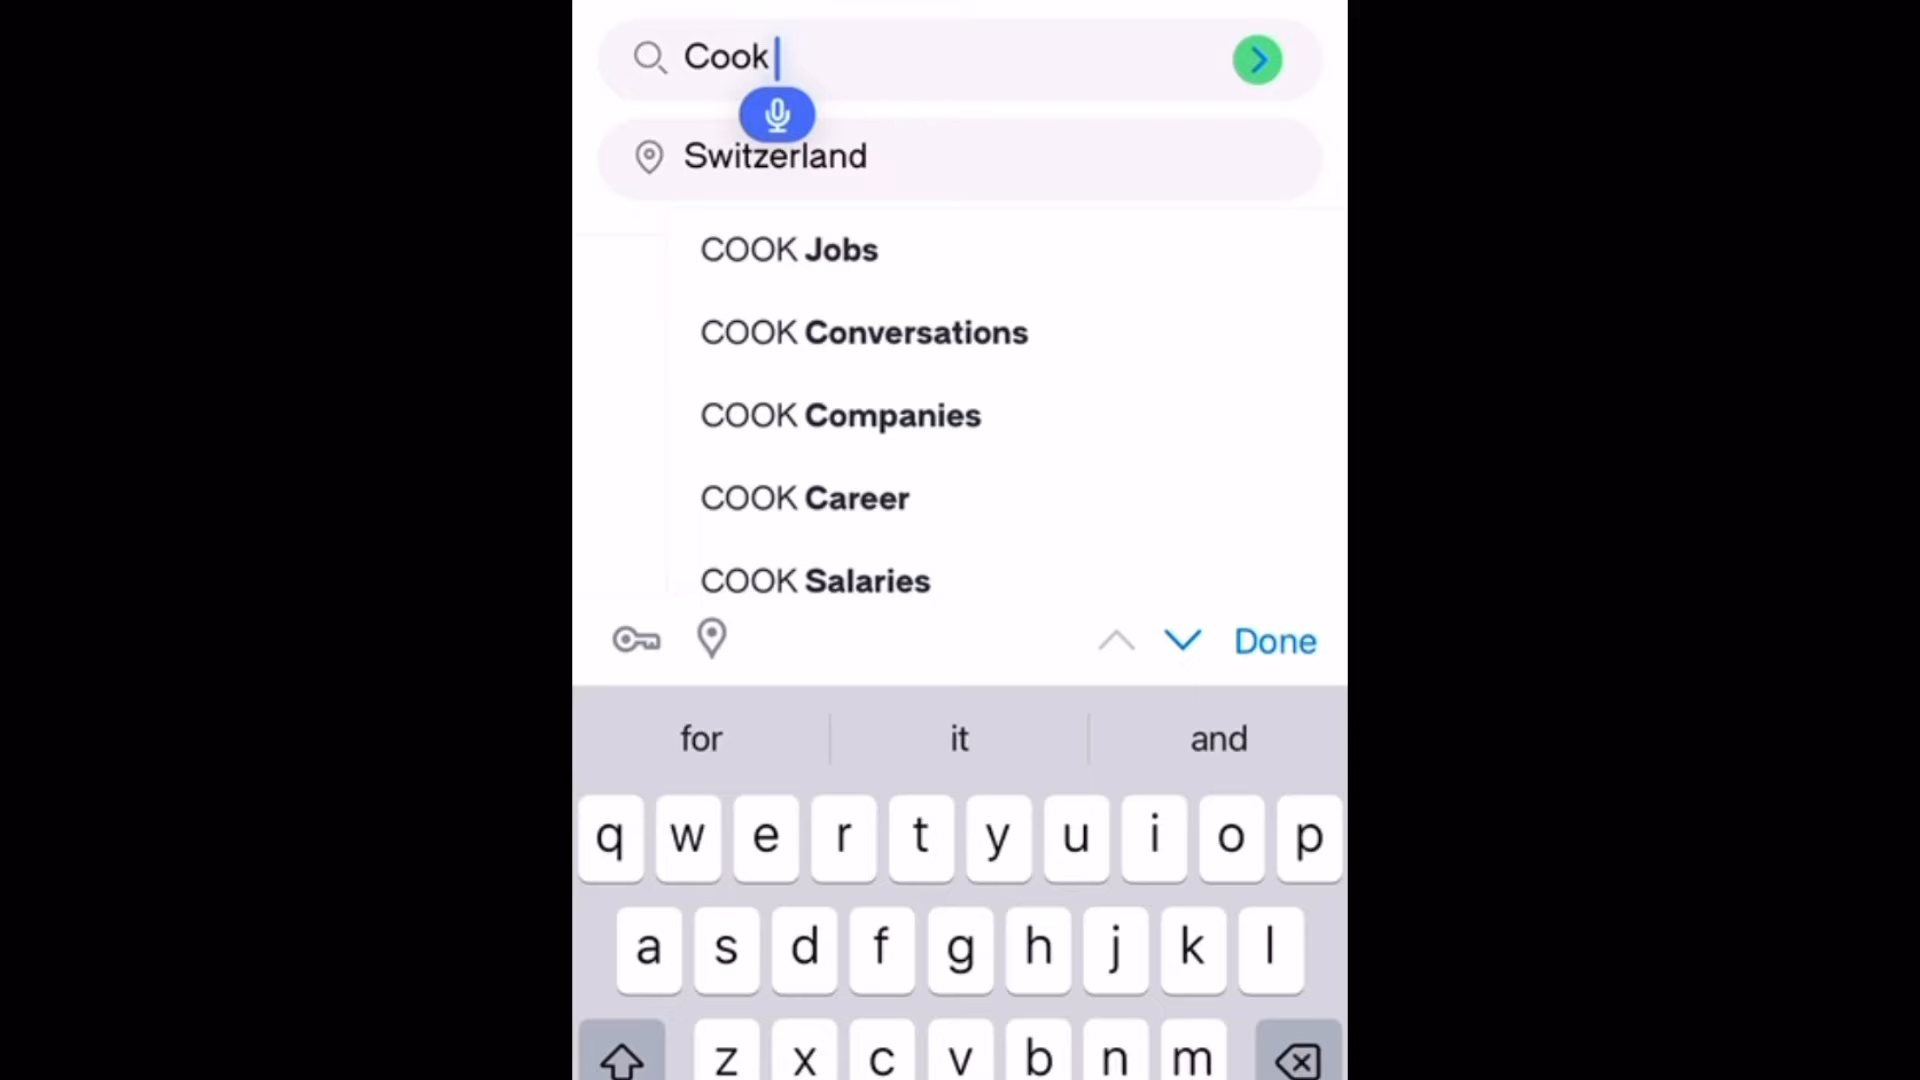 Cook
Switzerland
COOK Jobs
COOK Conversations
COOK Companies
COOK Career
COOK Salaries
Done
for it and
q w e r t y u i o p
a s d f g h j k l
z x c v b n m